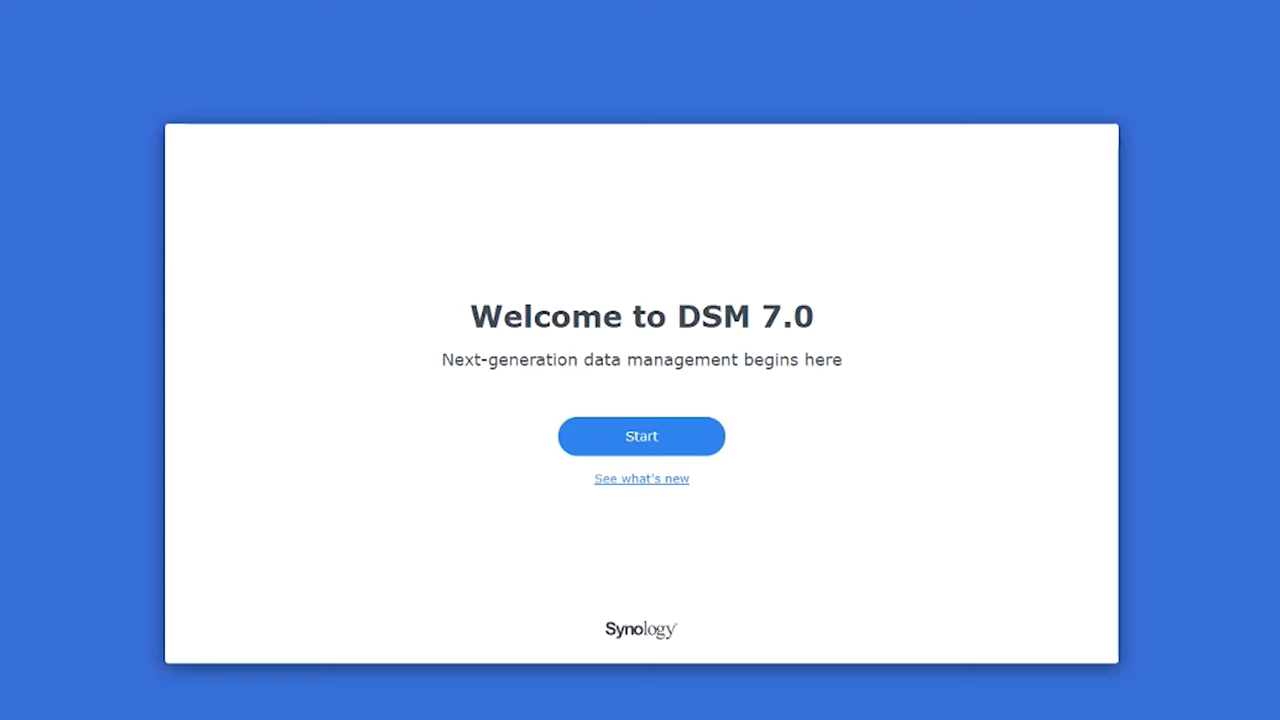 Welcome to DSM 7.0
Next-generation data management begins here
Start
See what's new
Synology